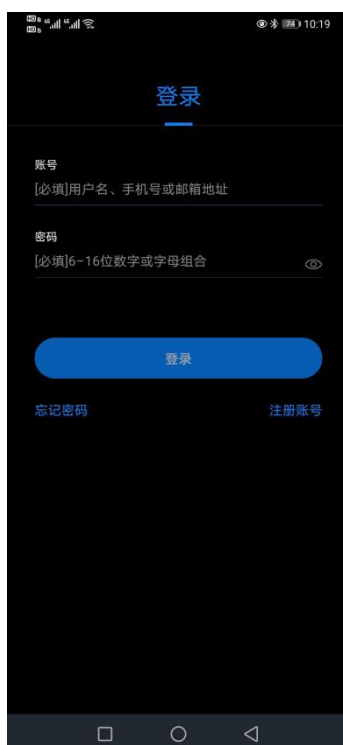 74 10:19
登录
账号
[必填]用户名、手机号或邮箱地址
密码
[必填]6-16位数字或字母组合
登录
忘记密码 注册账号